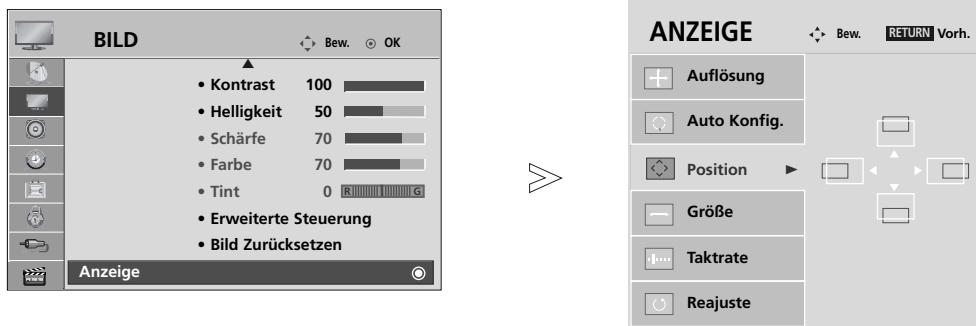 BILD
Bew. OK
• Kontrast 100
• Helligkeit 50
• Schärfe 70
• Farbe 70
• Tint 0 R G
• Erweiterte Steuerung
• Bild Zurücksetzen
Anzeige
ANZEIGE
Bew. RETURN Vorh.
Auflösung
Auto Konfig.
Position
Größe
Taktrate
Reajuste